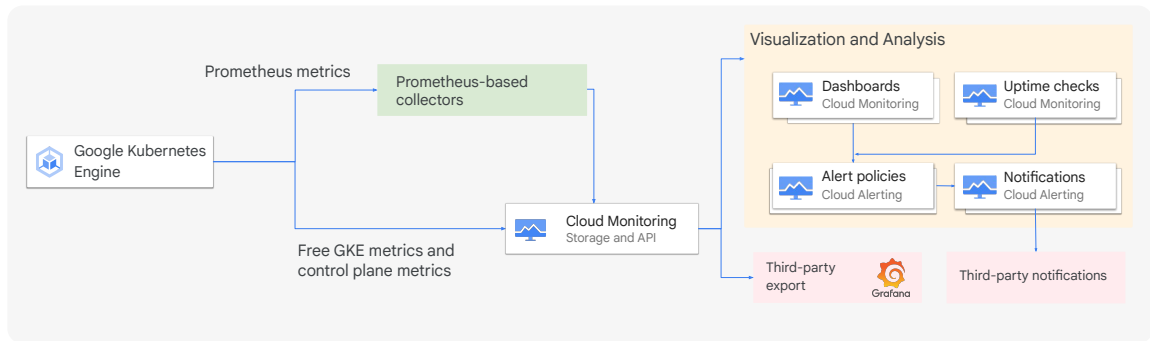 Visualization and Analysis
Prometheus metrics
Prometheus-based
collectors
Dashboards
Cloud Monitoring
Uptime checks
Cloud Monitoring
Google Kubernetes
Engine
Alert policies
Cloud Alerting
Notifications
Cloud Alerting
Cloud Monitoring
Storage and API
Free GKE metrics and
control plane metrics
Third-party
export
Grafana
Third-party notifications